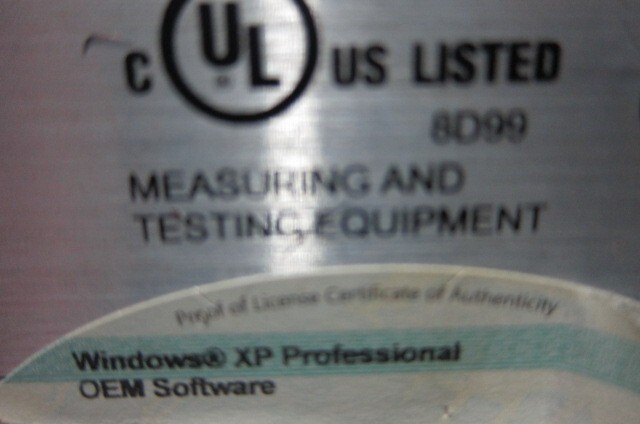 C UL US LISTED
8D99
MEASURING AND
TESTING EQUIPMENT
Proof of License Certificate of Authenticity
Windows® XP Professional
OEM Software